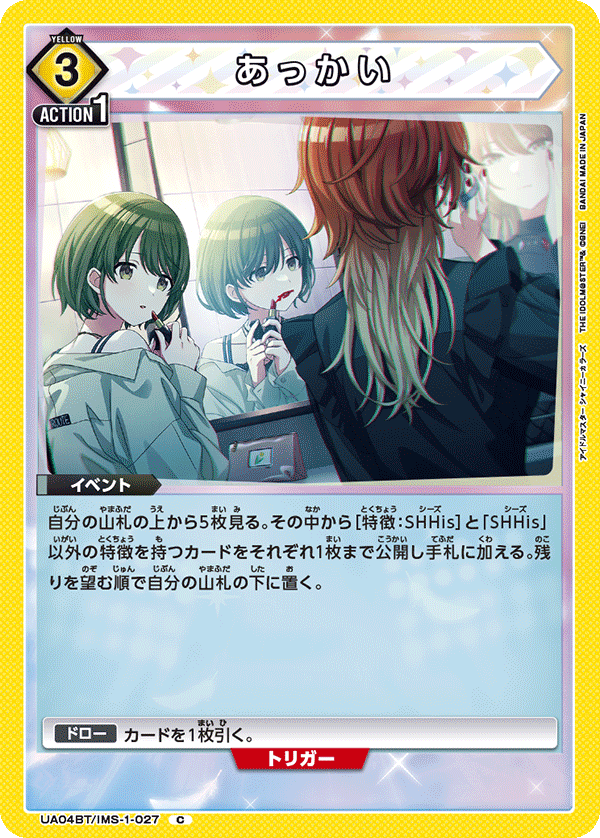 YELLOW
3
ACTION 1
あっかい
イベント
自分の山札の上から5枚見る。その中から[特徴:SHHis]と「SHHis」
以外の特徴を持つカードをそれぞれ1枚まで公開し手札に加える。残
りを望む順で自分の山札の下に置く。
ドロー カードを1枚引く。
トリガー
UA04BT/IMS-1-027 C
アイドルマスター シャイニーカラーズ THE IDOLM@STER™& ©BNEI BANDAI MADE IN JAPAN